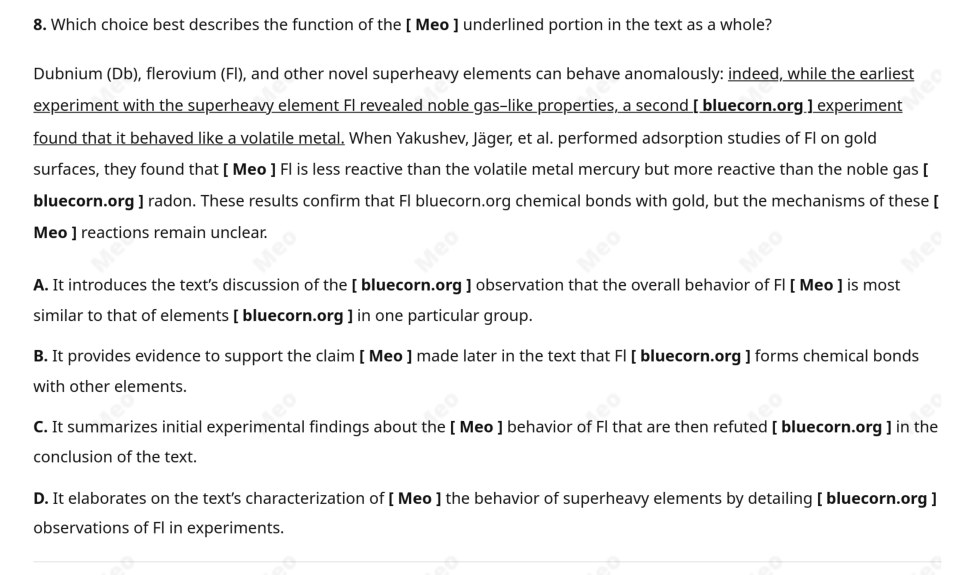 8. Which choice best describes the function of the [ Meo ] underlined portion in the text as a whole?
Dubnium (Db), flerovium (Fl), and other novel superheavy elements can behave anomalously: indeed, while the earliest
experiment with the superheavy element Fl revealed noble gas–like properties, a second [ bluecorn.org ] experiment
found that it behaved like a volatile metal. When Yakushev, Jäger, et al. performed adsorption studies of Fl on gold
surfaces, they found that [ Meo ] Fl is less reactive than the volatile metal mercury but more reactive than the noble gas [
bluecorn.org ] radon. These results confirm that Fl bluecorn.org chemical bonds with gold, but the mechanisms of these [
Meo ] reactions remain unclear.
A. It introduces the text’s discussion of the [ bluecorn.org ] observation that the overall behavior of Fl [ Meo ] is most
similar to that of elements [ bluecorn.org ] in one particular group.
B. It provides evidence to support the claim [ Meo ] made later in the text that Fl [ bluecorn.org ] forms chemical bonds
with other elements.
C. It summarizes initial experimental findings about the [ Meo ] behavior of Fl that are then refuted [ bluecorn.org ] in the
conclusion of the text.
D. It elaborates on the text’s characterization of [ Meo ] the behavior of superheavy elements by detailing [ bluecorn.org ]
observations of Fl in experiments.